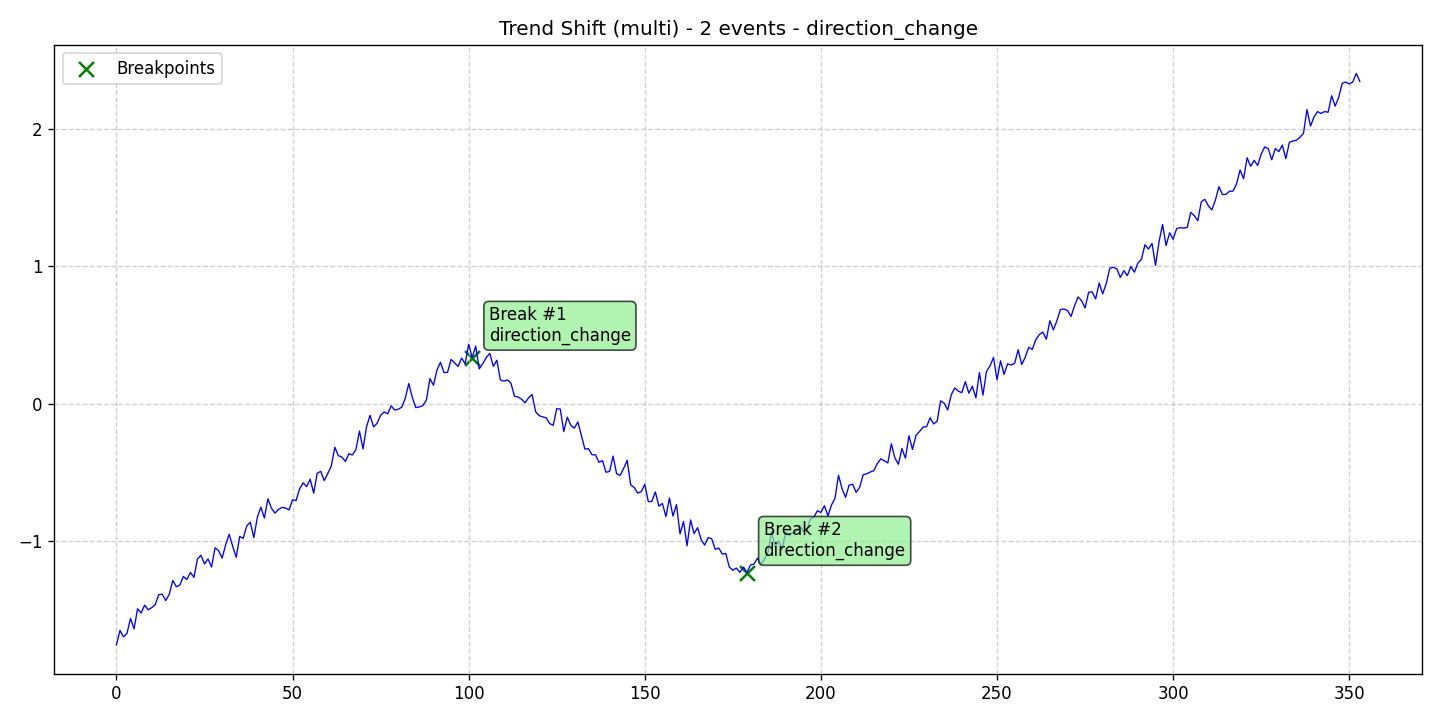 Trend Shift (multi) - 2 events - direction_change
Breakpoints
Break #1
direction_change
Break #2
direction_change
2
1
0
−1
0
50
100
150
200
250
300
350